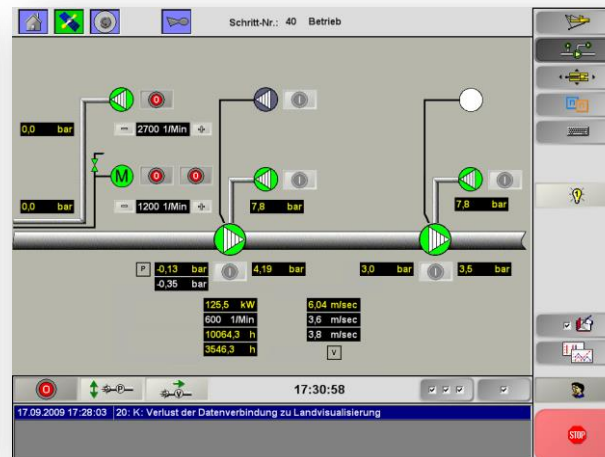 Schritt-Nr.: 40 Betrieb
0,0 bar
2700 1/Min
M
0,0 bar
1200 1/Min
7,8 bar
7,8 bar
P
-0,13 bar
4,19 bar
3,0 bar
3,5 bar
-0,35 bar
125,5 kW
6,04 m/sec
600 1/Min
3,6 m/sec
10064,3 h
3,8 m/sec
3546,3 h
V
17:30:58
17.09.2009 17:28:03 20: K: Verlust der Datenverbindung zu Landvisualisierung
STOP